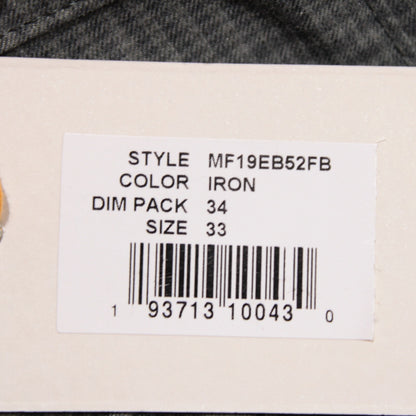 STYLE MF19EB52FB
COLOR IRON
DIM PACK 34
SIZE 33
1 93713 10043 0